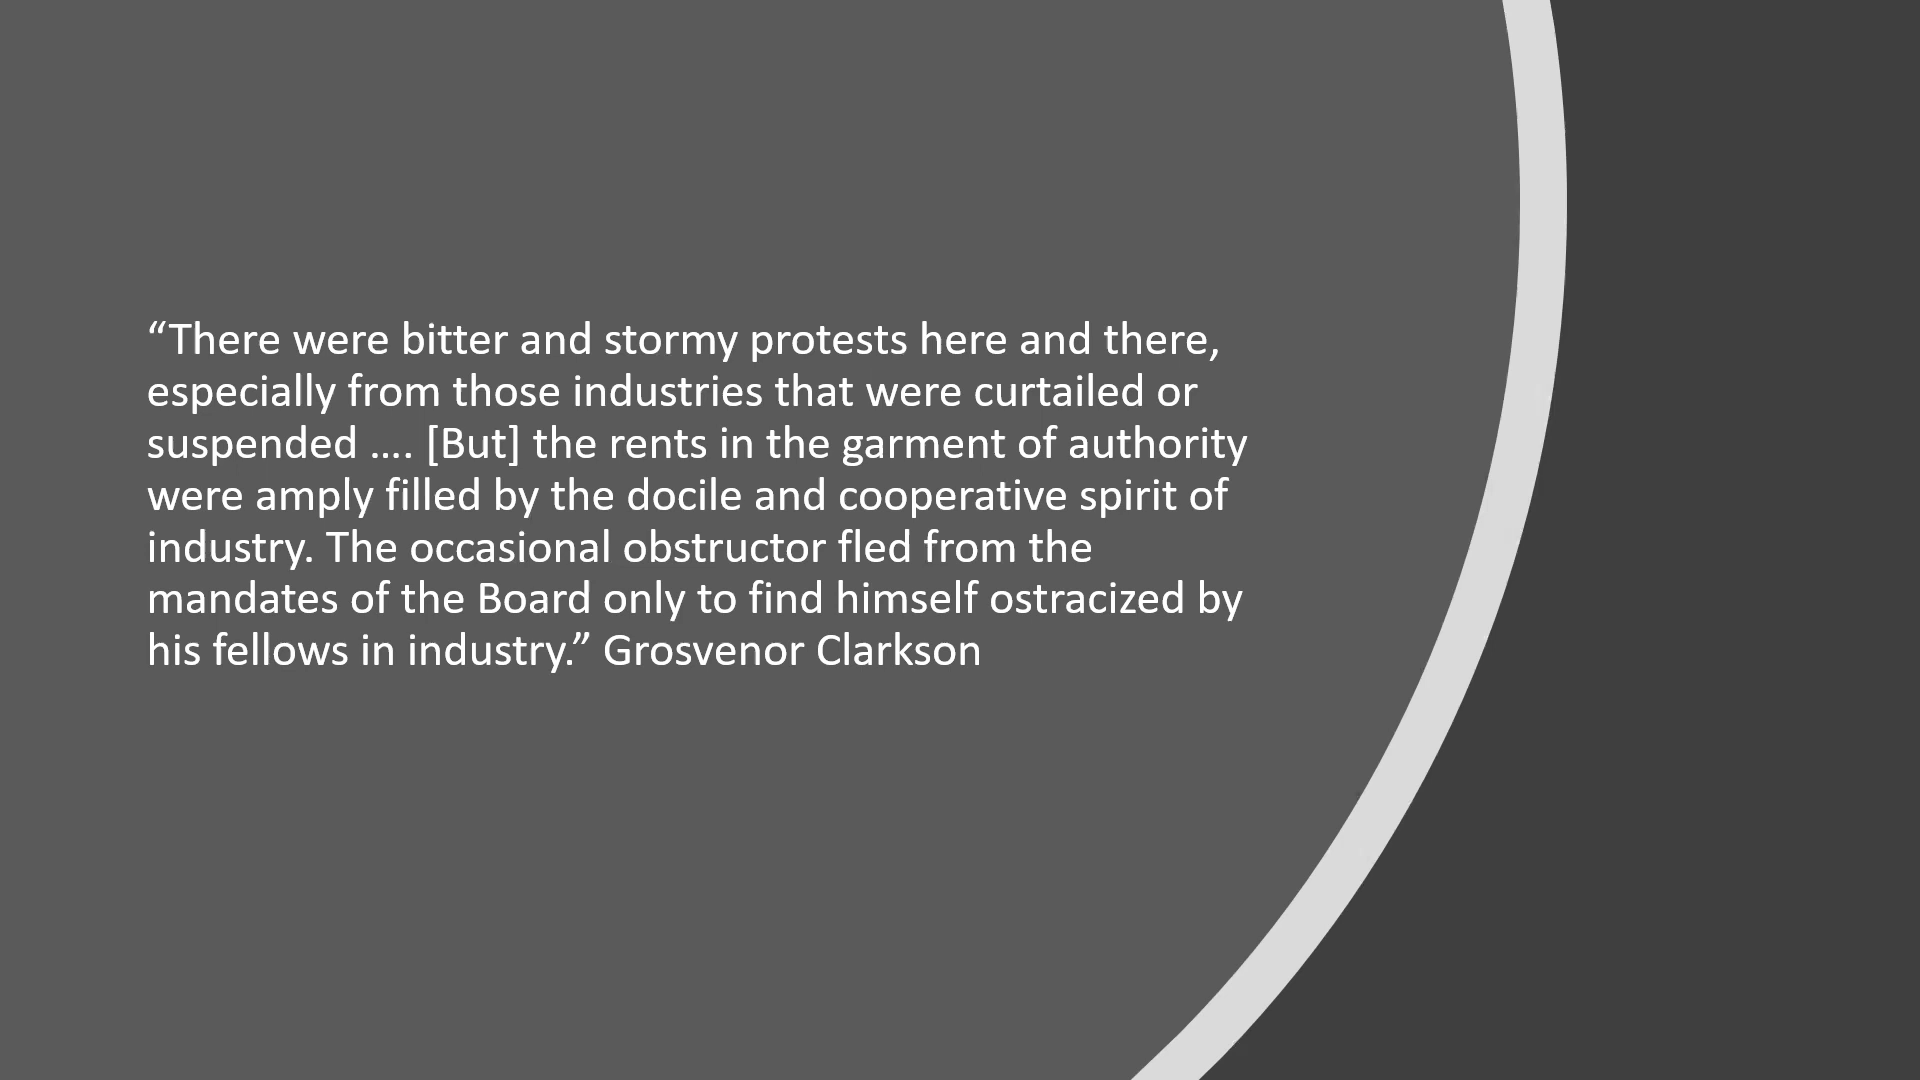 “There were bitter and stormy protests here and there,
especially from those industries that were curtailed or
suspended …. [But] the rents in the garment of authority
were amply filled by the docile and cooperative spirit of
industry. The occasional obstructor fled from the
mandates of the Board only to find himself ostracized by
his fellows in industry.” Grosvenor Clarkson